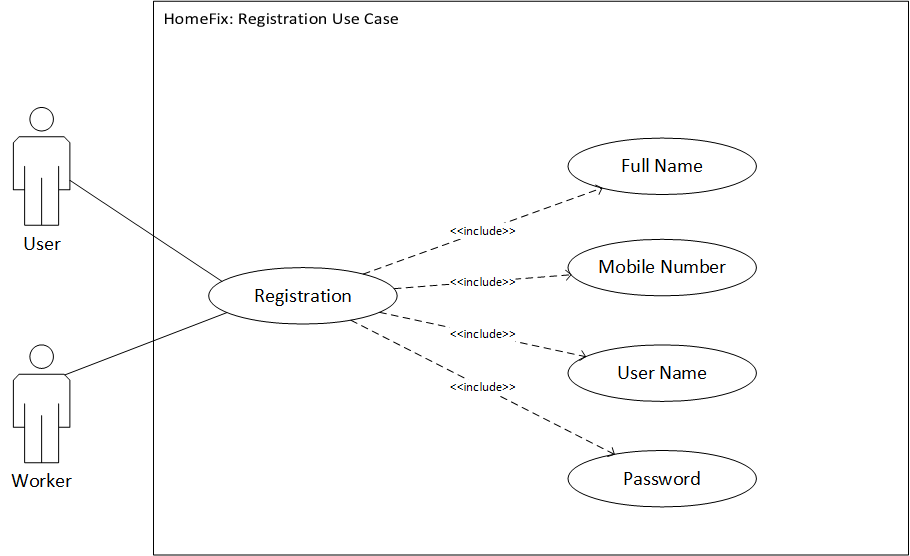 HomeFix: Registration Use Case
Full Name
<<include>>
User
Mobile Number
<<include>>
Registration
<<include>>
User Name
<<include>>
Worker
Password